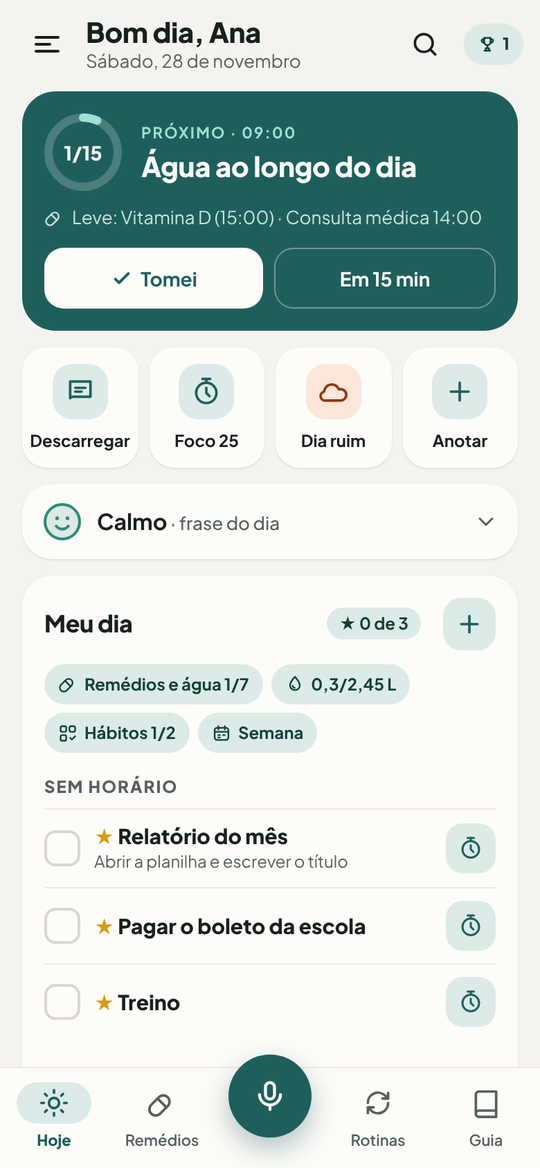 Bom dia, Ana
Sábado, 28 de novembro
1
1/15
PRÓXIMO · 09:00
Água ao longo do dia
Leve: Vitamina D (15:00) · Consulta médica 14:00
Tomei
Em 15 min
Descarregar
Foco 25
Dia ruim
Anotar
Calmo · frase do dia
Meu dia
★ 0 de 3
Remédios e água 1/7
0,3/2,45 L
Hábitos 1/2
Semana
SEM HORÁRIO
★ Relatório do mês
Abrir a planilha e escrever o título
★ Pagar o boleto da escola
★ Treino
Hoje
Remédios
Rotinas
Guia